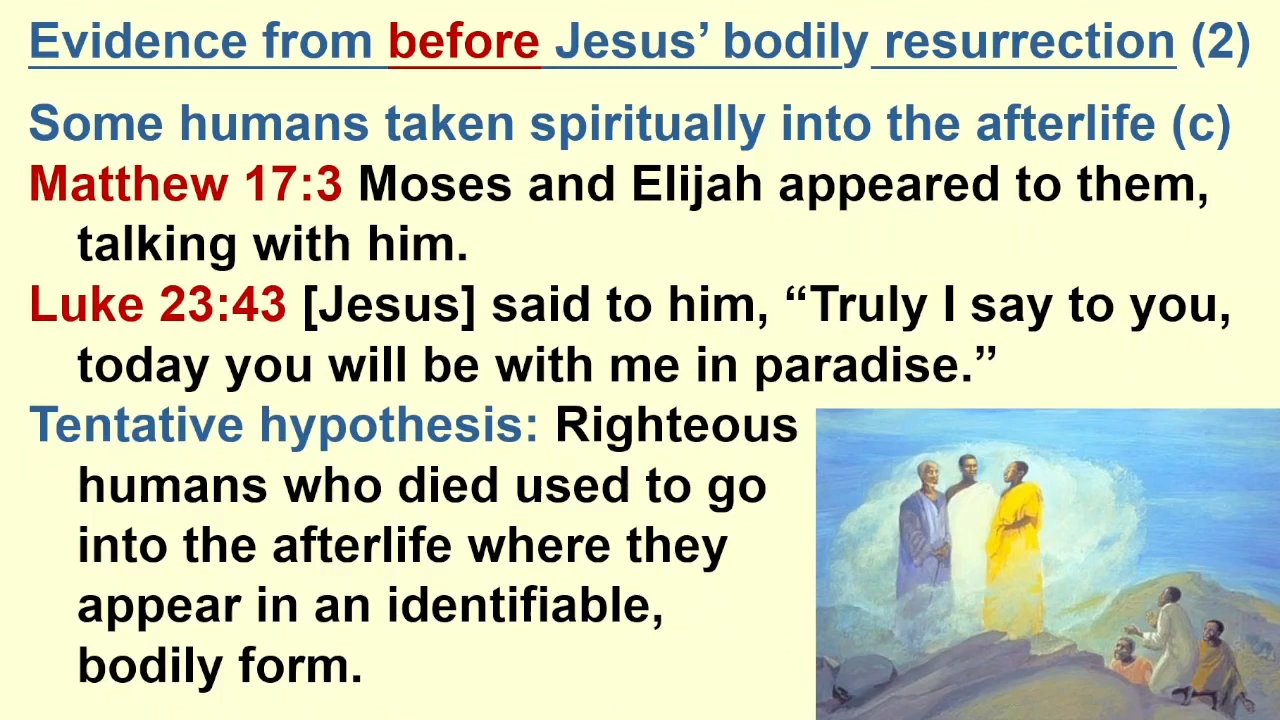 Evidence from before Jesus’ bodily resurrection (2)
Some humans taken spiritually into the afterlife (c)
Matthew 17:3 Moses and Elijah appeared to them,
talking with him.
Luke 23:43 [Jesus] said to him, “Truly I say to you,
today you will be with me in paradise.”
Tentative hypothesis: Righteous
humans who died used to go
into the afterlife where they
appear in an identifiable,
bodily form.